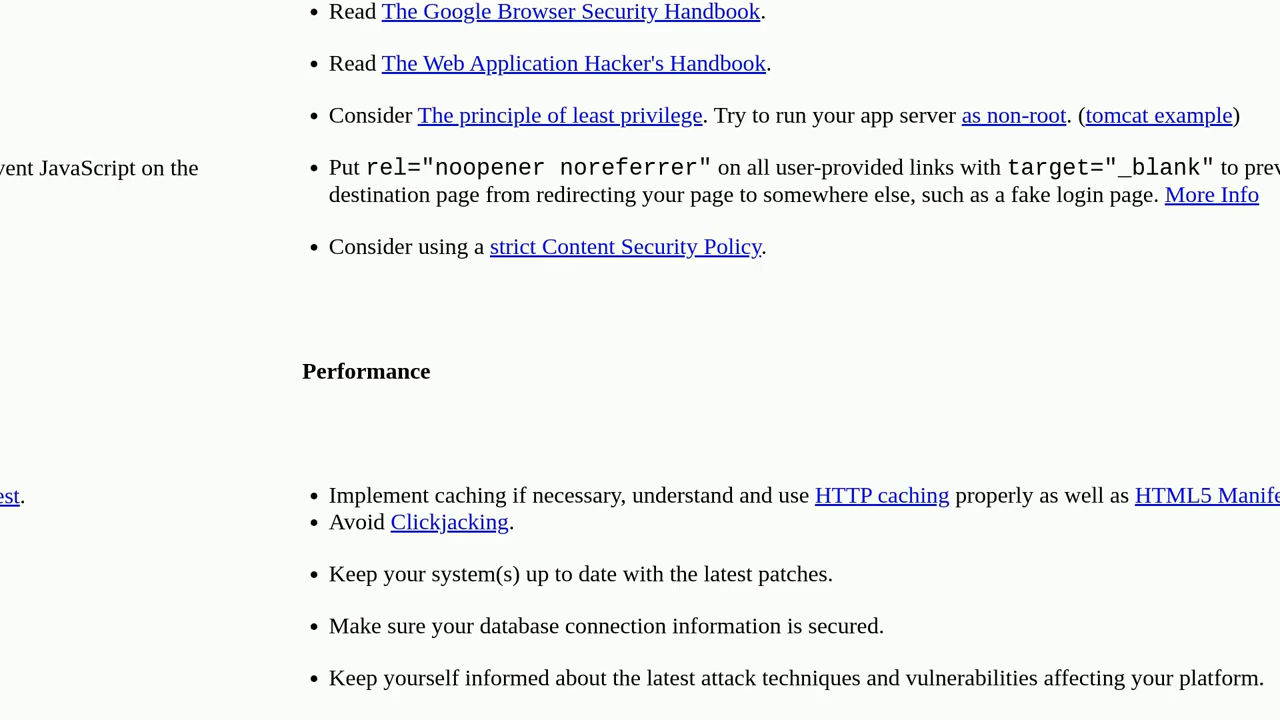 • Read The Google Browser Security Handbook.
• Read The Web Application Hacker's Handbook.
• Consider The principle of least privilege. Try to run your app server as non-root. (tomcat example)
vent JavaScript on the
• Put rel="noopener noreferrer" on all user-provided links with target="_blank" to prev
destination page from redirecting your page to somewhere else, such as a fake login page. More Info
• Consider using a strict Content Security Policy.
Performance
est.
• Implement caching if necessary, understand and use HTTP caching properly as well as HTML5 Manife
• Avoid Clickjacking.
• Keep your system(s) up to date with the latest patches.
• Make sure your database connection information is secured.
• Keep yourself informed about the latest attack techniques and vulnerabilities affecting your platform.